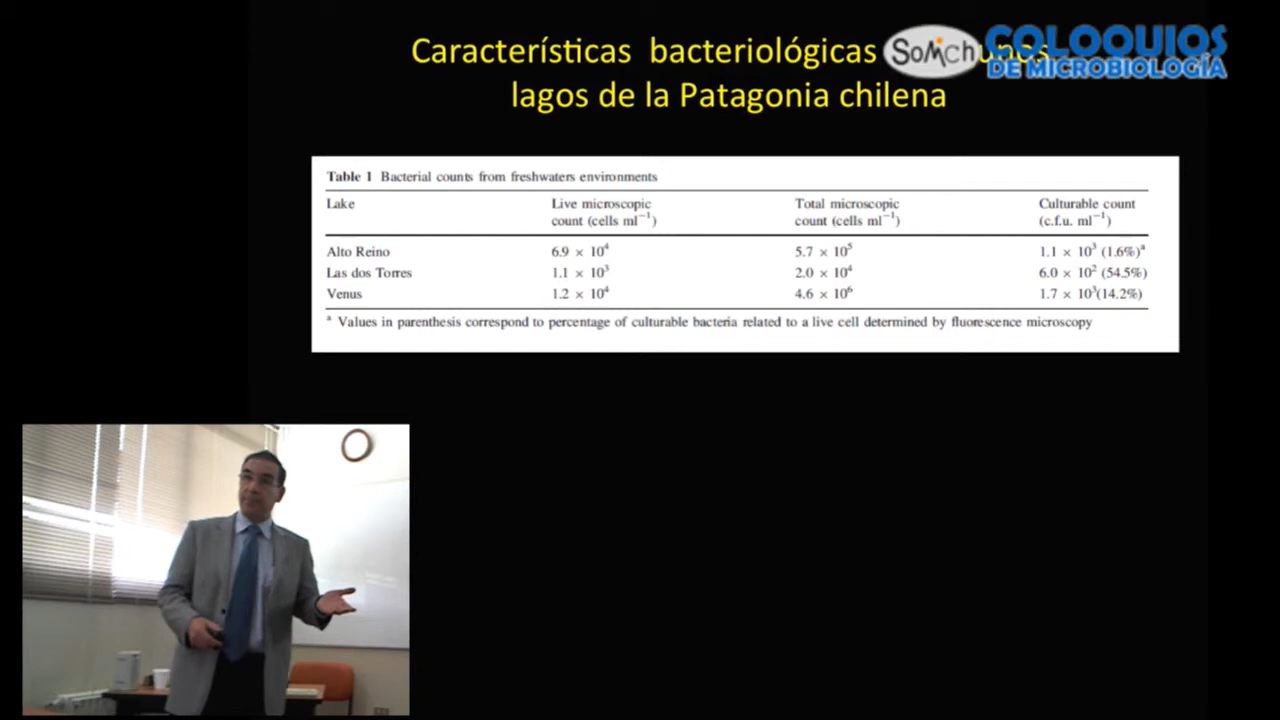 Características bacteriológicas
lagos de la Patagonia chilena
SoMich COLOQUIOS
DE MICROBIOLOGÍA
Table 1 Bacterial counts from freshwaters environments
Lake Live microscopic count (cells ml⁻¹) Total microscopic count (cells ml⁻¹) Culturable count (c.f.u. ml⁻¹)
Alto Reino 6.9 × 10⁴ 5.7 × 10⁵ 1.1 × 10³ (1.6%)ᵃ
Las dos Torres 1.1 × 10³ 2.0 × 10⁴ 6.0 × 10² (54.5%)
Venus 1.2 × 10⁴ 4.6 × 10⁶ 1.7 × 10³(14.2%)
ᵃ Values in parenthesis correspond to percentage of culturable bacteria related to a live cell determined by fluorescence microscopy